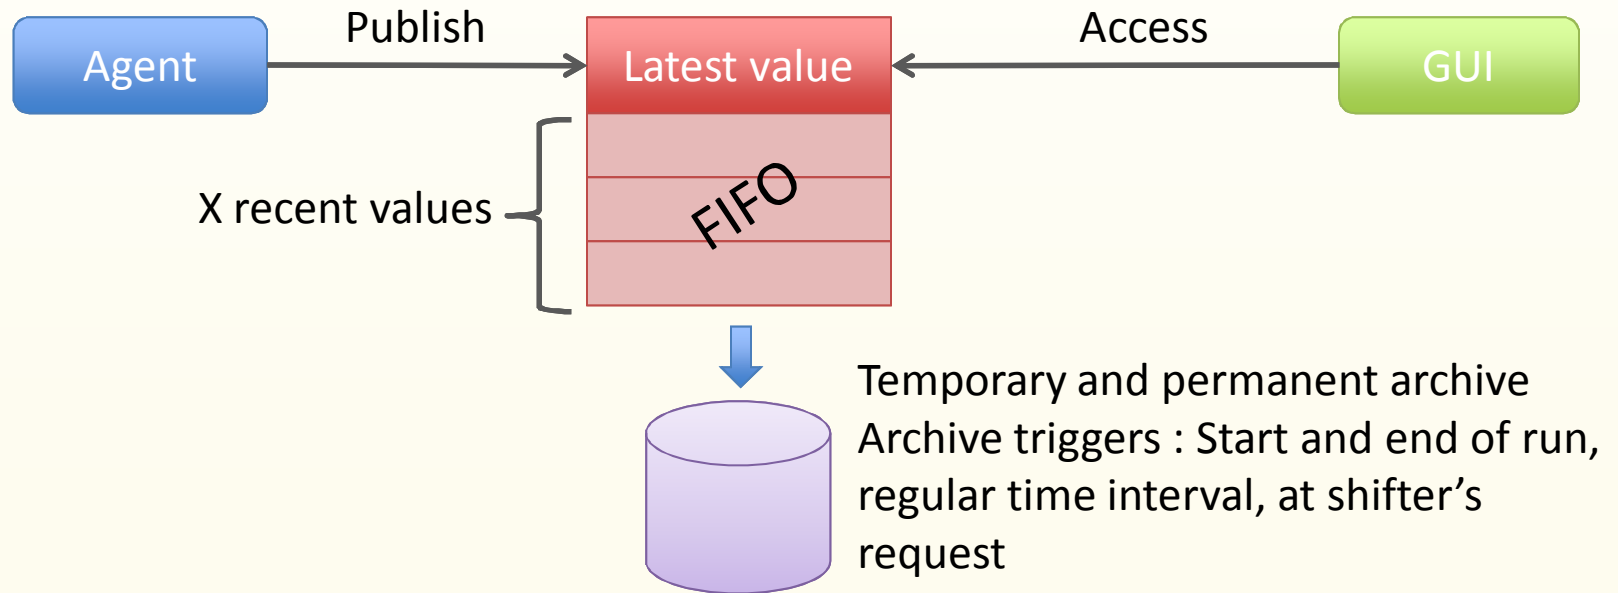 Publish
Access
Agent
Latest value
GUI
X recent values
FIFO
Temporary and permanent archive
Archive triggers : Start and end of run,
regular time interval, at shifter’s
request